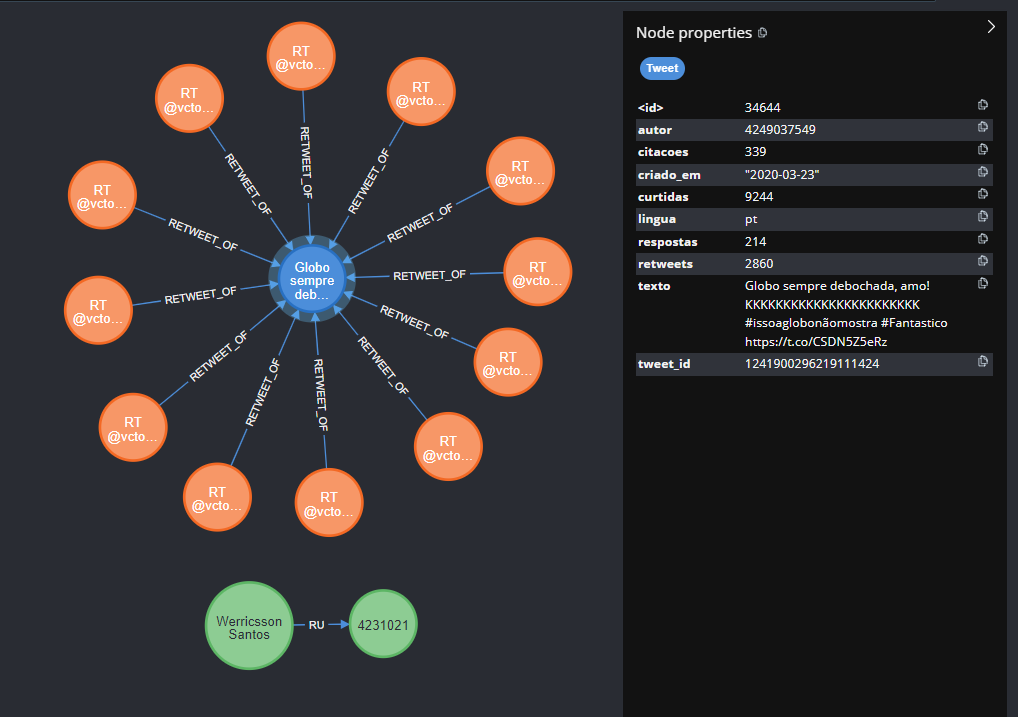 RT
@vcto...
RT
@vcto...
RT
@vcto...
RT
@vcto...
RT
@vcto...
RT
@vcto...
RT
@vcto...
RT
@vcto...
RT
@vcto...
RT
@vcto...
RT
@vcto...
RT
@vcto...
RETWEET_OF
RETWEET_OF
RETWEET_OF
RETWEET_OF
RETWEET_OF
RETWEET_OF
RETWEET_OF
RETWEET_OF
RETWEET_OF
RETWEET_OF
RETWEET_OF
RETWEET_OF
Globo
sempre
deb...
Werricsson
Santos
RU
4231021
Node properties
Tweet
<id> 34644
autor 4249037549
citacoes 339
criado_em "2020-03-23"
curtidas 9244
lingua pt
respostas 214
retweets 2860
texto Globo sempre debochada, amo!
KKKKKKKKKKKKKKKKKKKKKKK
#issoaglobonãomostra #Fantastico
https://t.co/CSDN5Z5eRz
tweet_id 1241900296219111424